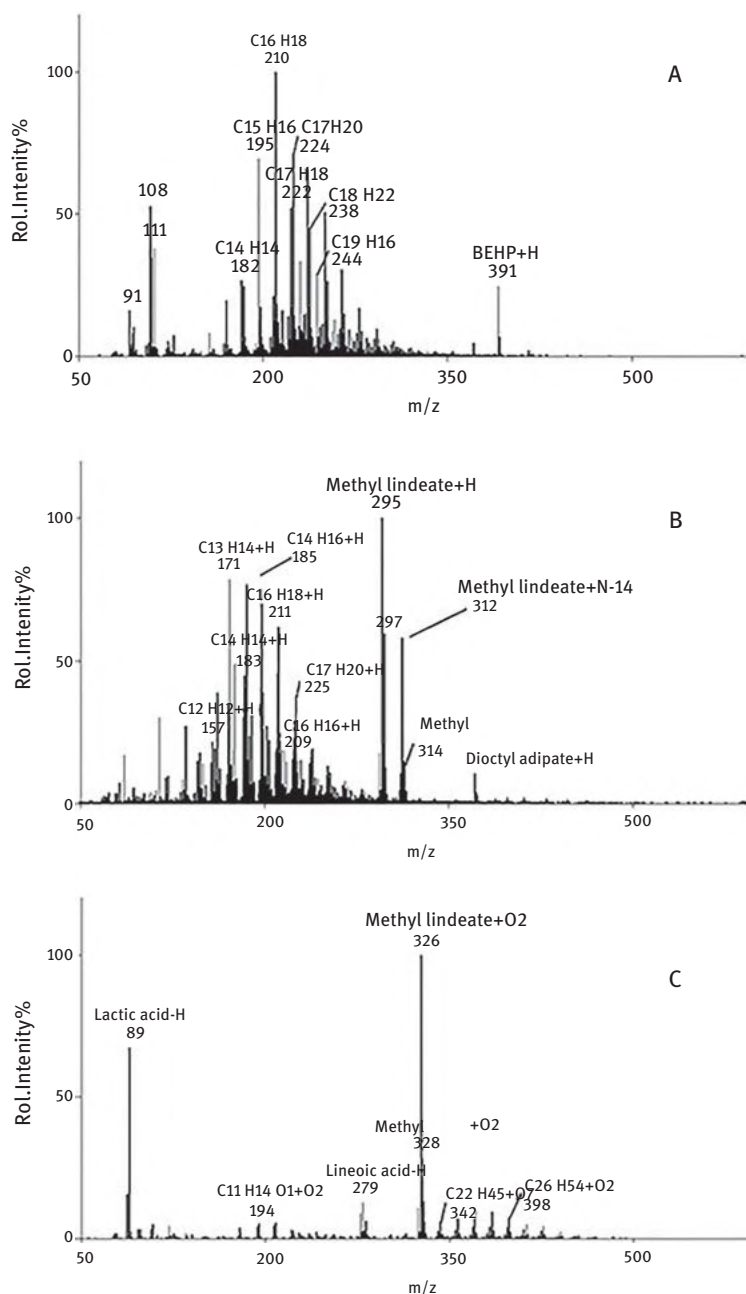 A
C16 H18
210
100
C15 H16 C17H20
195 224
C17 H18
222
C18 H22
238
108
111
C14 H14
182
C19 H16
244
BEHP+H
391
91
50
0
Rol.Intenity%
50 200 350 500
m/z
B
Methyl lindeate+H
295
100
C14 H16+H
185
C13 H14+H
171
C16 H18+H
211
Methyl lindeate+N-14
312
297
C14 H14+H
183
C17 H20+H
225
C12 H12+H
157
C16 H16+H
209
Methyl
314
Dioctyl adipate+H
50
0
Rol.Intenity%
50 200 350 500
m/z
C
Methyl lindeate+O2
326
100
Lactic acid-H
89
50
Methyl +O2
328
Lineoic acid-H
279
C11 H14 O1+O2
194
C22 H45+O7
342
C26 H54+O2
398
0
Rol.Intenity%
50 200 350 500
m/z